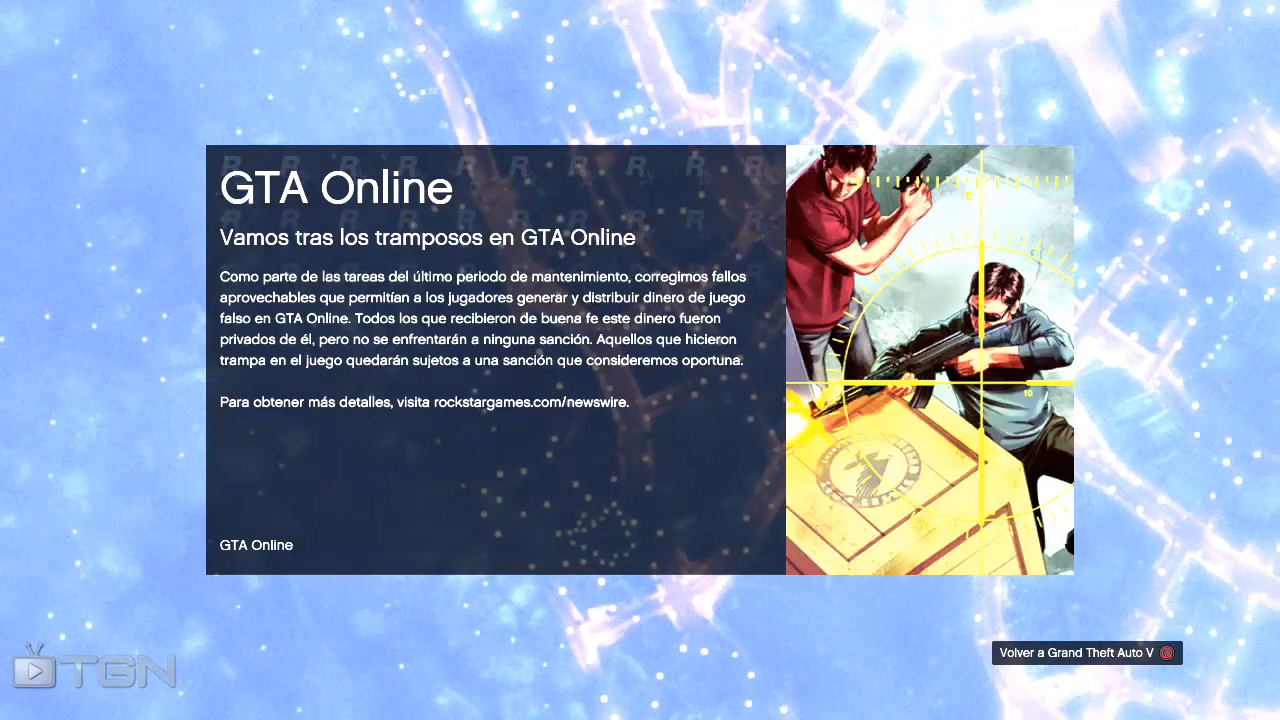 GTA Online
Vamos tras los tramposos en GTA Online
Como parte de las tareas del último periodo de mantenimiento, corregimos fallos
aprovechables que permitían a los jugadores generar y distribuir dinero de juego
falso en GTA Online. Todos los que recibieron de buena fe este dinero fueron
privados de él, pero no se enfrentarán a ninguna sanción. Aquellos que hicieron
trampa en el juego quedarán sujetos a una sanción que consideremos oportuna.
Para obtener más detalles, visita rockstargames.com/newswire.
10
GTA Online
Volver a Grand Theft Auto V
TGN